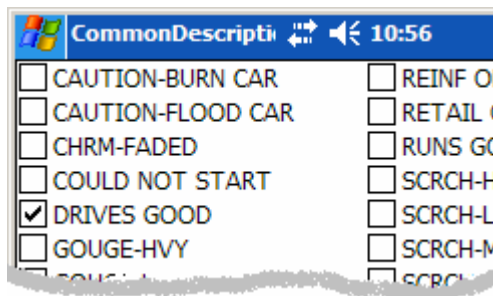 CommonDescripti 10:56
CAUTION-BURN CAR
CAUTION-FLOOD CAR
CHRM-FADED
COULD NOT START
DRIVES GOOD
GOUGE-HVY
REINF
RETAIL
RUNS
SCRCH-
SCRCH-
SCRCH-